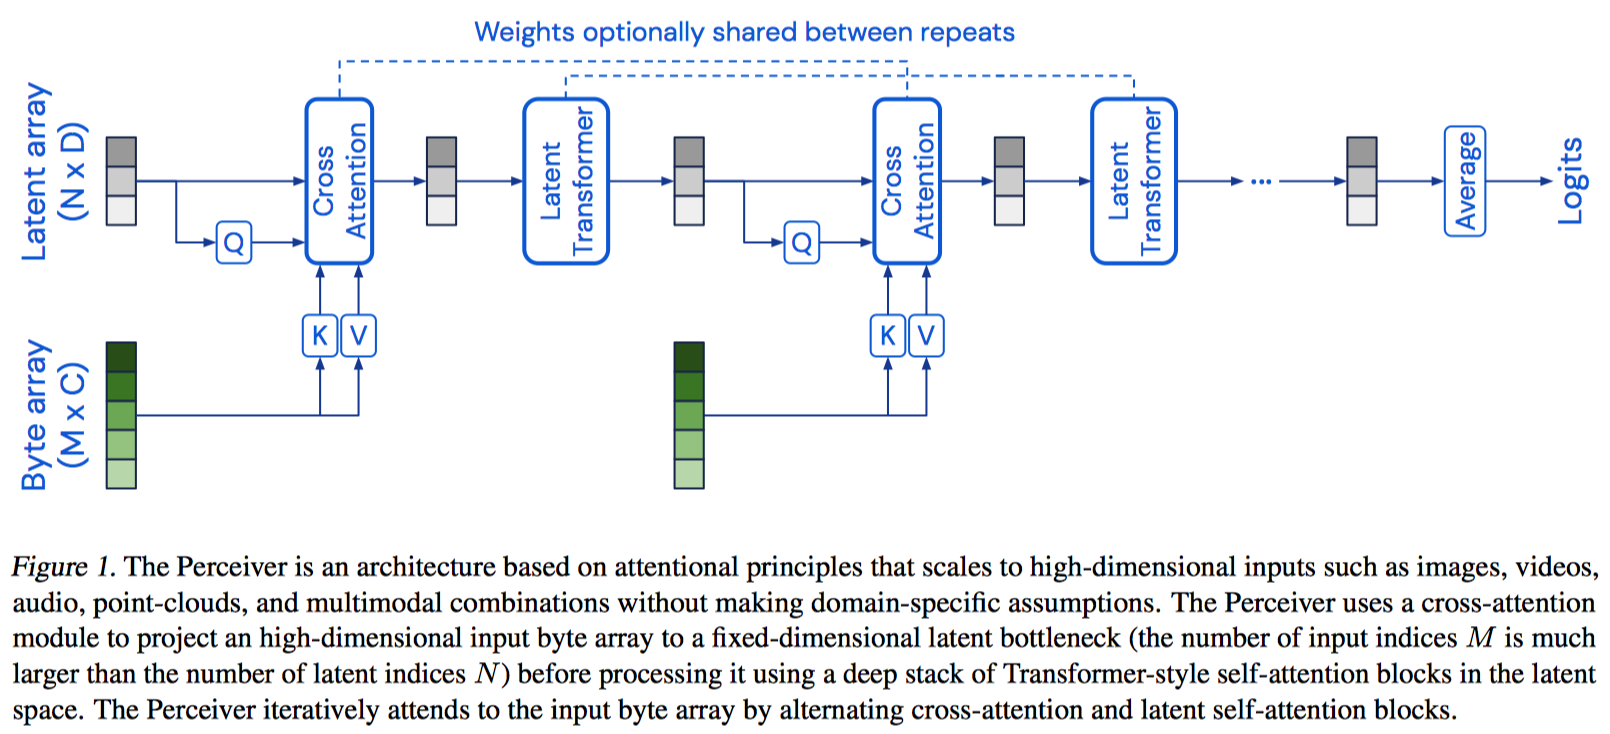 Weights optionally shared between repeats
Latent array
(N x D)
Cross
Attention
Latent
Transformer
Cross
Attention
Latent
Transformer
...
Average
Logits
Q
Q
K
V
K
V
Byte array
(M x C)
Figure 1. The Perceiver is an architecture based on attentional principles that scales to high-dimensional inputs such as images, videos,
audio, point-clouds, and multimodal combinations without making domain-specific assumptions. The Perceiver uses a cross-attention
module to project an high-dimensional input byte array to a fixed-dimensional latent bottleneck (the number of input indices M is much
larger than the number of latent indices N) before processing it using a deep stack of Transformer-style self-attention blocks in the latent
space. The Perceiver iteratively attends to the input byte array by alternating cross-attention and latent self-attention blocks.